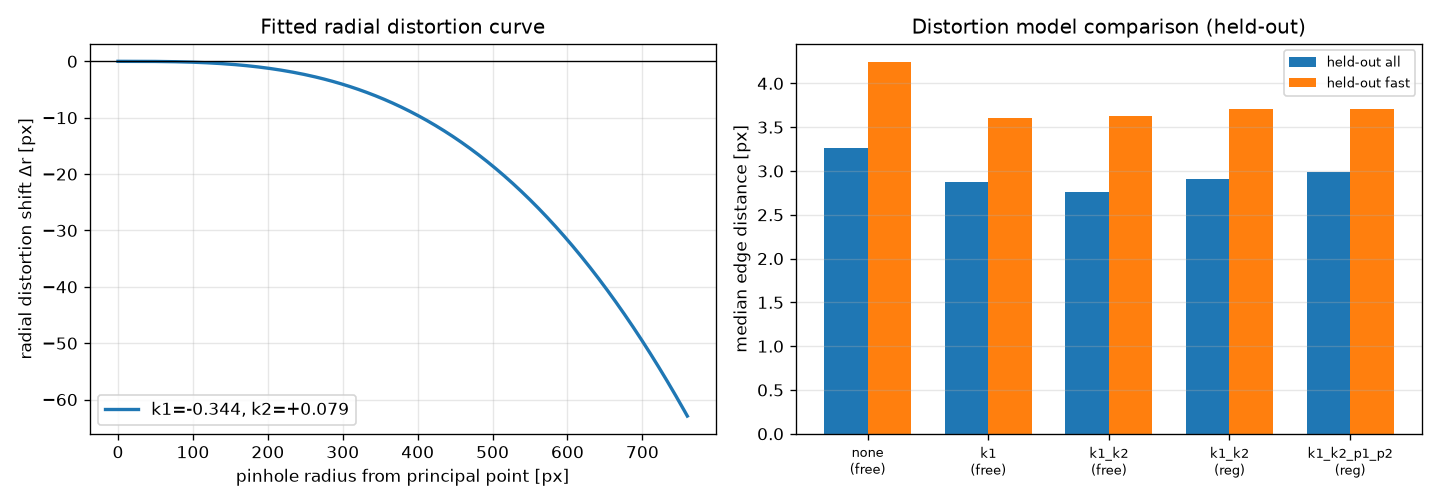 Fitted radial distortion curve
radial distortion shift Δr [px]
0
−10
−20
−30
−40
−50
−60
k1=-0.344, k2=+0.079
0 100 200 300 400 500 600 700
pinhole radius from principal point [px]
Distortion model comparison (held-out)
median edge distance [px]
4.0
3.5
3.0
2.5
2.0
1.5
1.0
0.5
0.0
held-out all
held-out fast
none k1 k1_k2 k1_k2 k1_k2_p1_p2
(free) (free) (free) (reg) (reg)